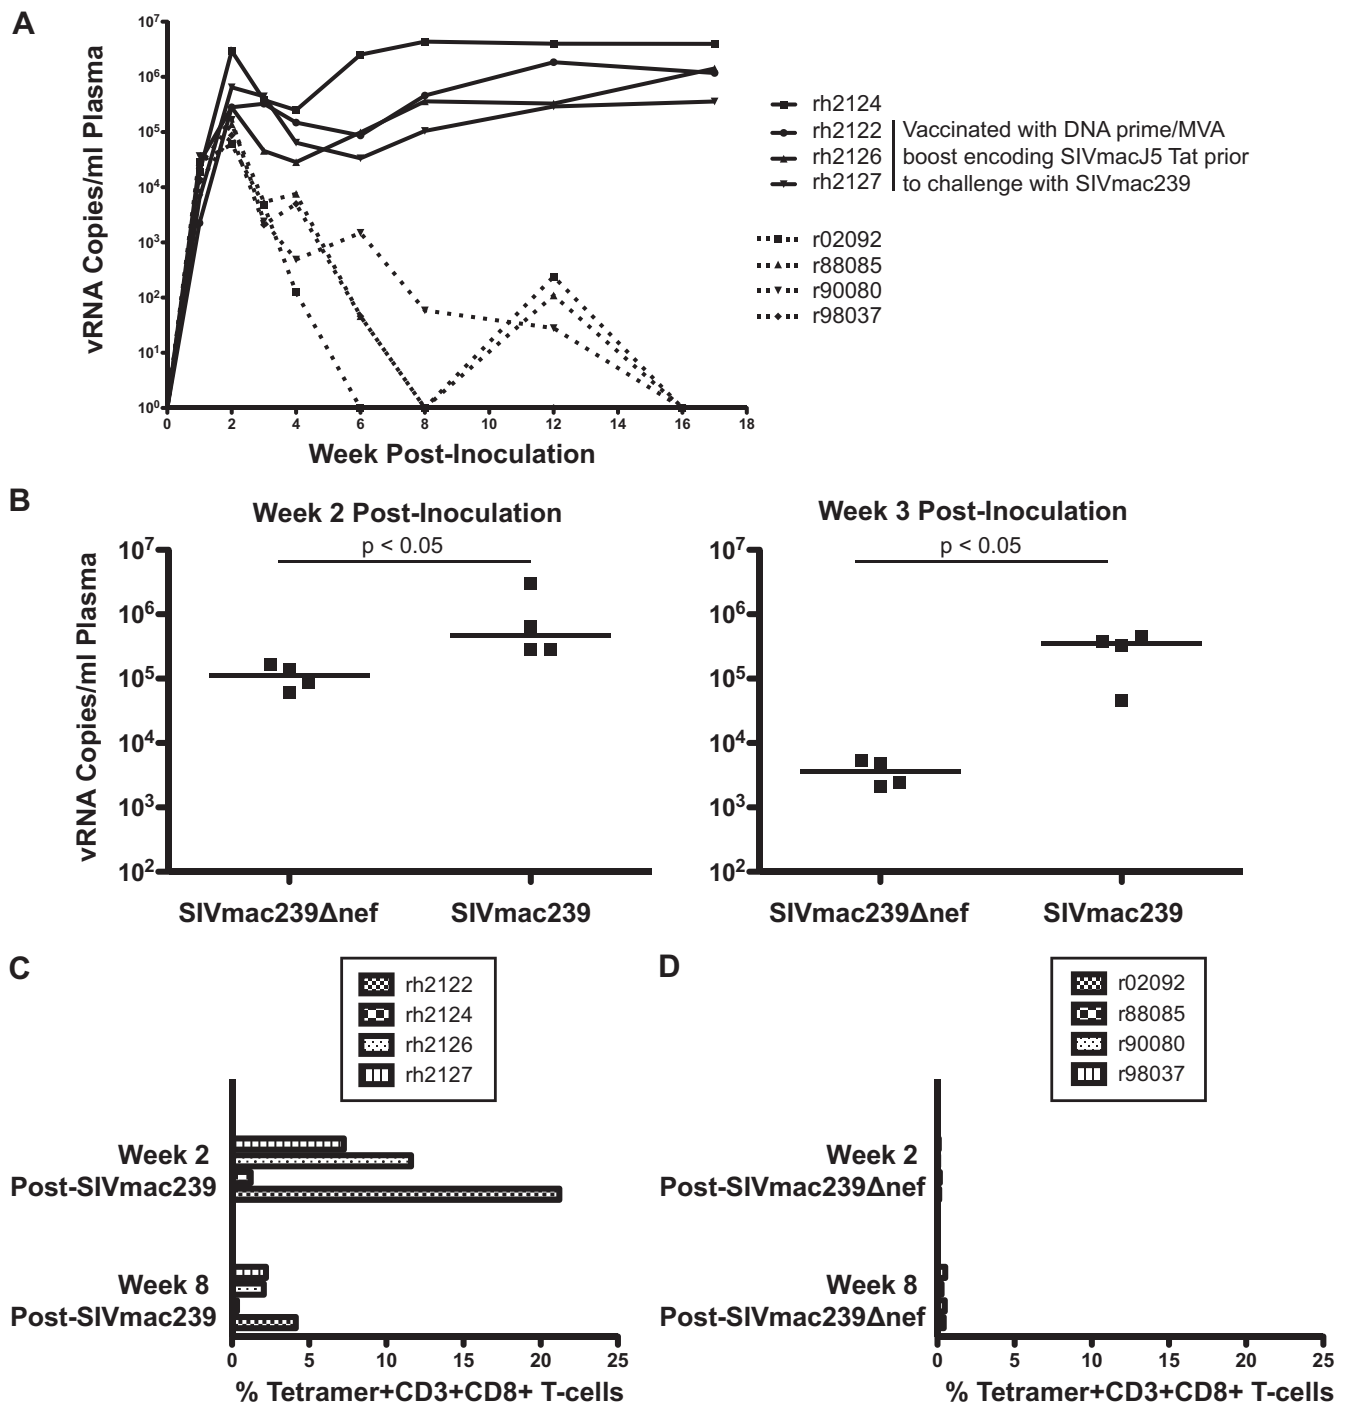 A
vRNA Copies/ml Plasma
10⁷
10⁶
10⁵
10⁴
10³
10²
10¹
10⁰
0 2 4 6 8 10 12 14 16 18
Week Post-Inoculation
rh2124
rh2122
rh2126
rh2127
Vaccinated with DNA prime/MVA
boost encoding SIVmacJ5 Tat prior
to challenge with SIVmac239
r02092
r88085
r90080
r98037
B
Week 2 Post-Inoculation
p < 0.05
vRNA Copies/ml Plasma
10⁷
10⁶
10⁵
10⁴
10³
10²
SIVmac239Δnef SIVmac239
Week 3 Post-Inoculation
p < 0.05
10⁷
10⁶
10⁵
10⁴
10³
10²
SIVmac239Δnef SIVmac239
C
rh2122
rh2124
rh2126
rh2127
Week 2
Post-SIVmac239
Week 8
Post-SIVmac239
0 5 10 15 20 25
% Tetramer+CD3+CD8+ T-cells
D
r02092
r88085
r90080
r98037
Week 2
Post-SIVmac239Δnef
Week 8
Post-SIVmac239Δnef
0 5 10 15 20 25
% Tetramer+CD3+CD8+ T-cells